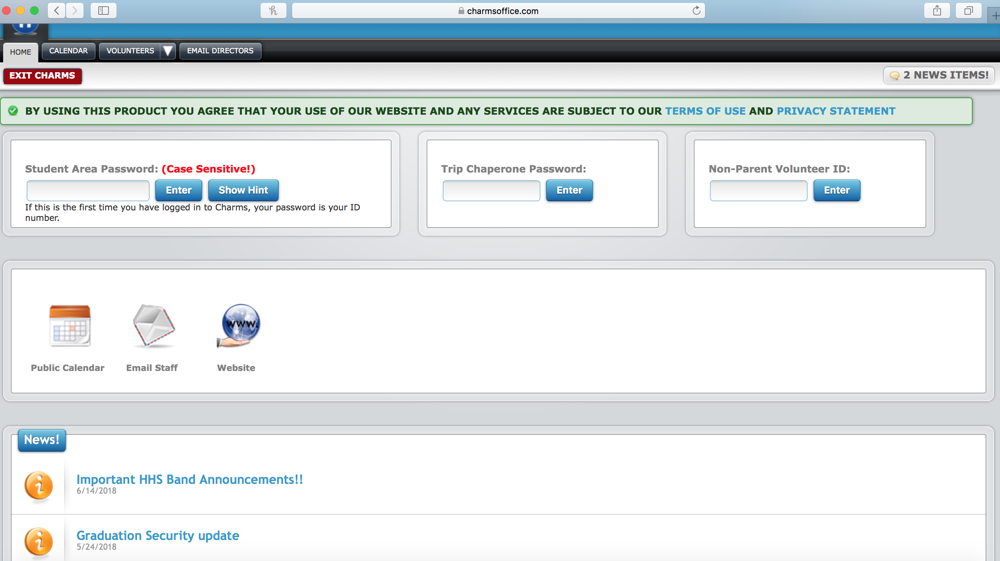 charmsoffice.com
HOME
CALENDAR
VOLUNTEERS
EMAIL DIRECTORS
EXIT CHARMS
2 NEWS ITEMS!
BY USING THIS PRODUCT YOU AGREE THAT YOUR USE OF OUR WEBSITE AND ANY SERVICES ARE SUBJECT TO OUR TERMS OF USE AND PRIVACY STATEMENT
Student Area Password: (Case Sensitive!)
Enter
Show Hint
If this is the first time you have logged in to Charms, your password is your ID
number.
Trip Chaperone Password:
Enter
Non-Parent Volunteer ID:
Enter
www.
Public Calendar
Email Staff
Website
News!
Important HHS Band Announcements!!
6/14/2018
Graduation Security update
5/24/2018